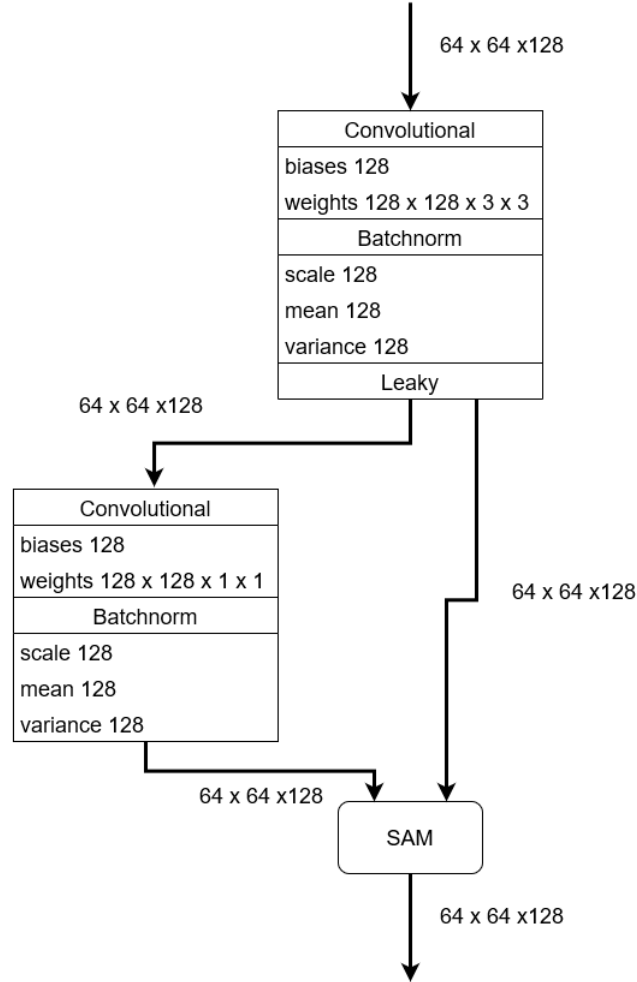 64 x 64 x128
Convolutional
biases 128
weights 128 x 128 x 3 x 3
Batchnorm
scale 128
mean 128
variance 128
Leaky
64 x 64 x128
Convolutional
biases 128
weights 128 x 128 x 1 x 1
Batchnorm
scale 128
mean 128
variance 128
64 x 64 x128
64 x 64 x128
SAM
64 x 64 x128